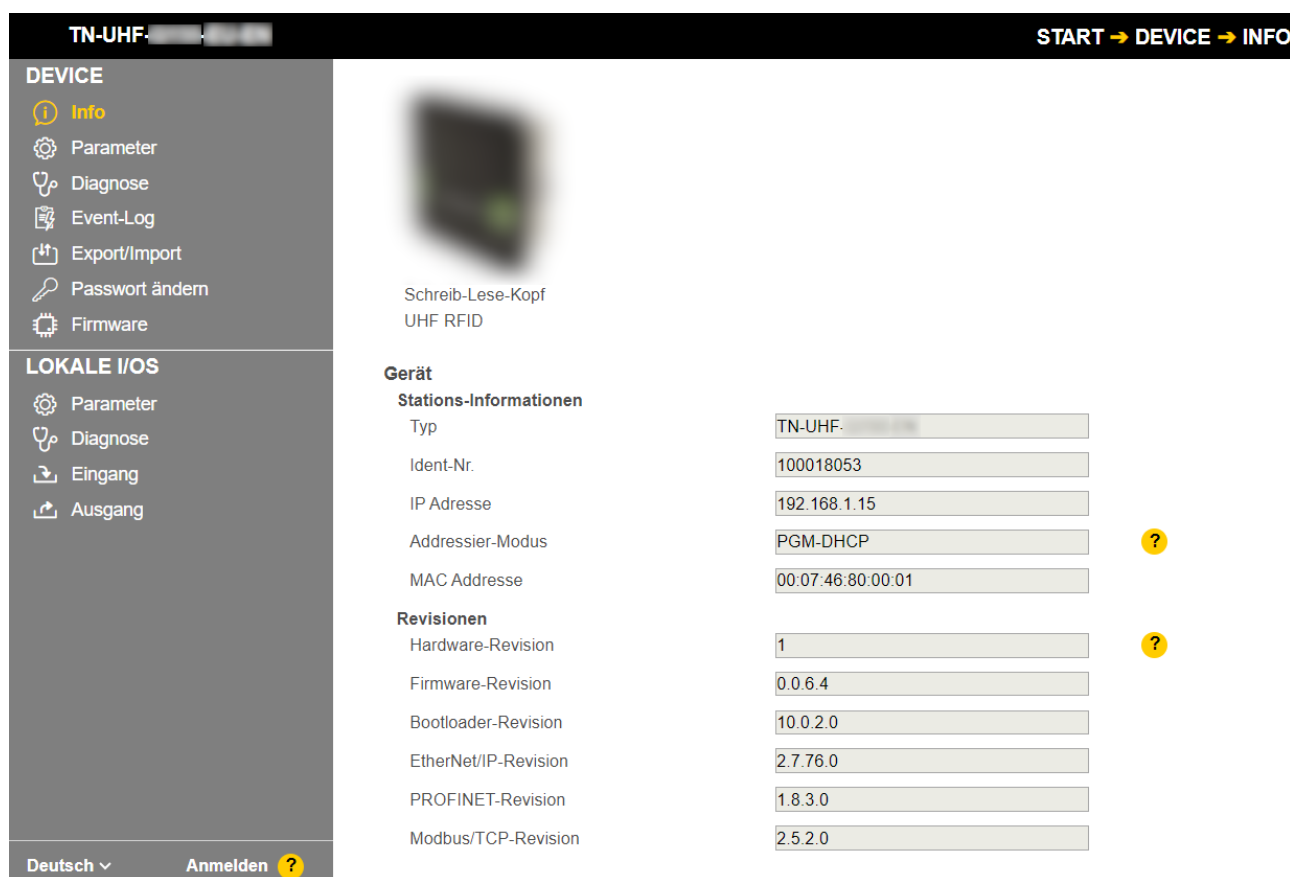 TN-UHF-
START ➔ DEVICE ➔ INFO
DEVICE
Info
Parameter
Diagnose
Event-Log
Export/Import
Passwort ändern
Firmware
LOKALE I/OS
Parameter
Diagnose
Eingang
Ausgang
Deutsch
Anmelden ?
Schreib-Lese-Kopf
UHF RFID
Gerät
Stations-Informationen
Typ TN-UHF-
Ident-Nr. 100018053
IP Adresse 192.168.1.15
Addressier-Modus PGM-DHCP ?
MAC Addresse 00:07:46:80:00:01
Revisionen
Hardware-Revision 1 ?
Firmware-Revision 0.0.6.4
Bootloader-Revision 10.0.2.0
EtherNet/IP-Revision 2.7.76.0
PROFINET-Revision 1.8.3.0
Modbus/TCP-Revision 2.5.2.0